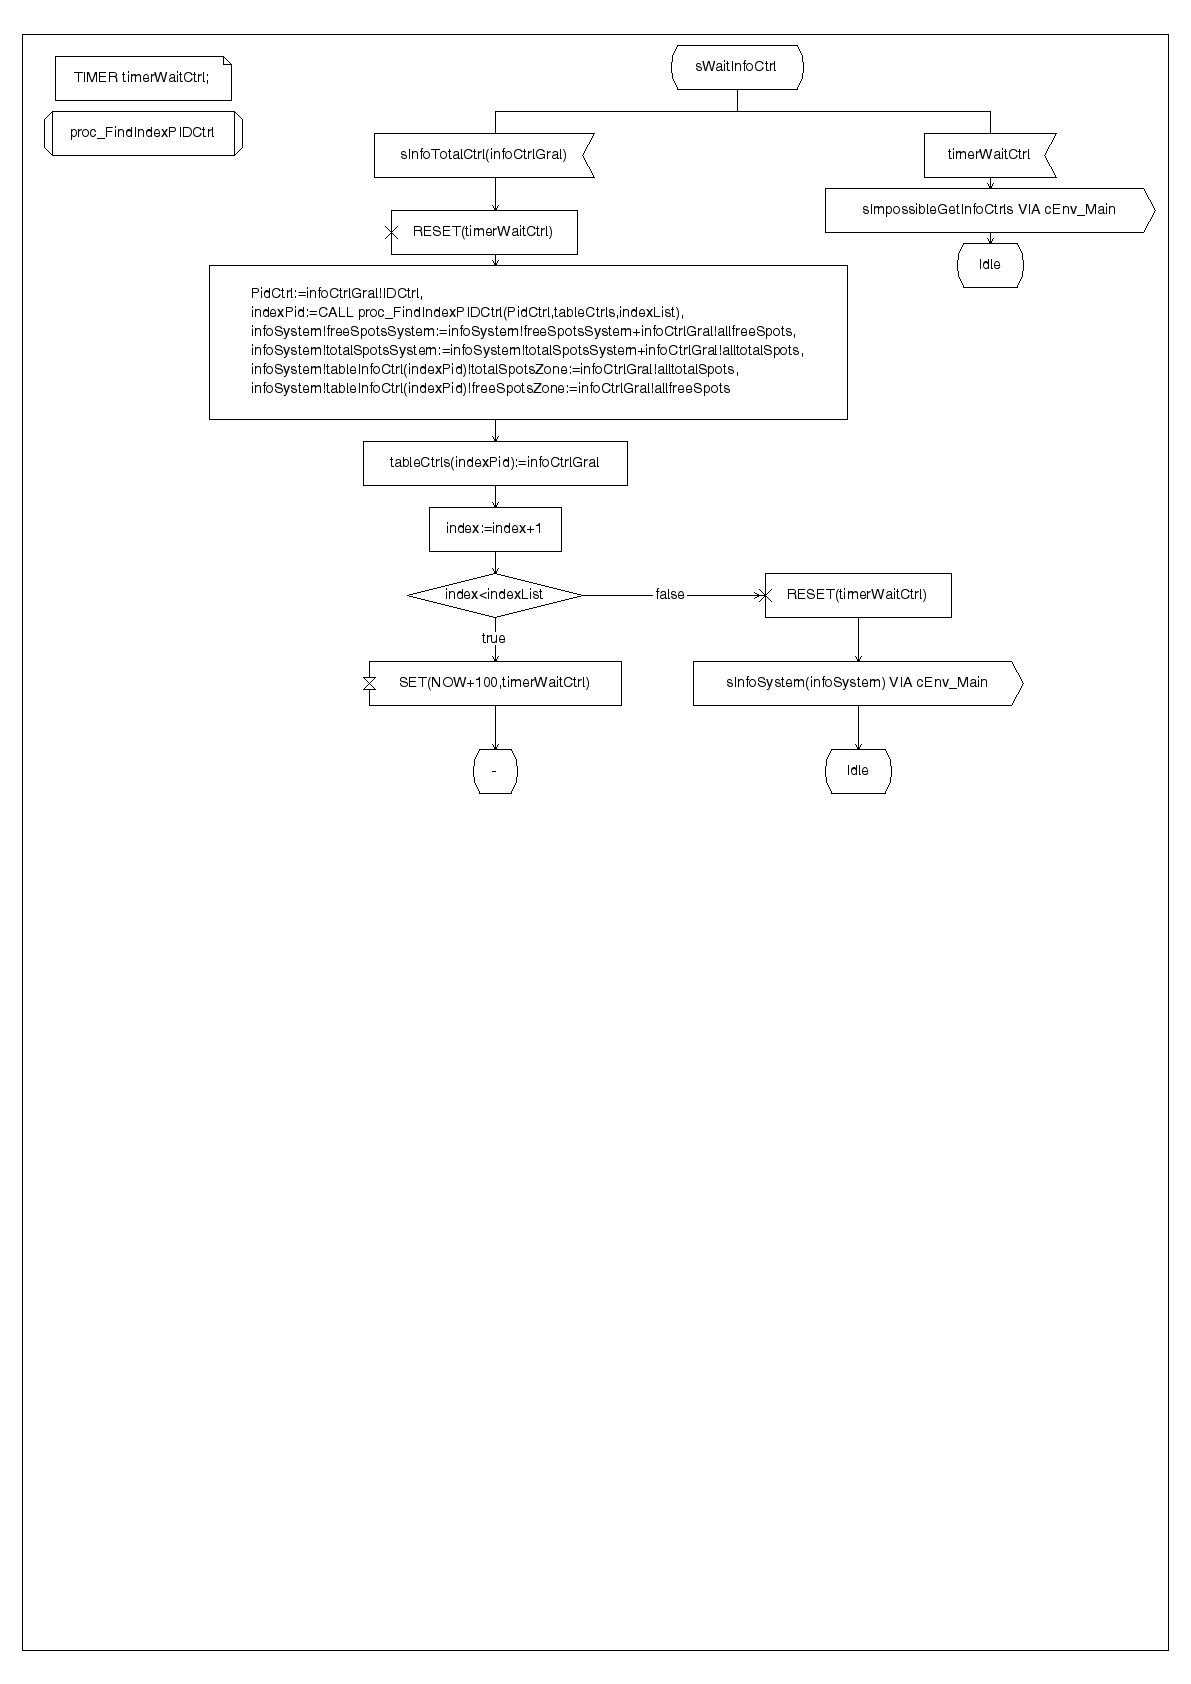 TIMER timerWaitCtrl;
proc_FindIndexPIDCtrl
sWaitInfoCtrl
sInfoTotalCtrl(infoCtrlGral)
timerWaitCtrl
sImpossibleGetInfoCtrls VIA cEnv_Main
RESET(timerWaitCtrl)
Idle
PidCtrl:=infoCtrlGral!IDCtrl,
indexPid:=CALL proc_FindIndexPIDCtrl(PidCtrl,tableCtrls,indexList),
infoSystem!freeSpotsSystem:=infoSystem!freeSpotsSystem+infoCtrlGral!allfreeSpots,
infoSystem!totalSpotsSystem:=infoSystem!totalSpotsSystem+infoCtrlGral!alltotalSpots,
infoSystem!tableInfoCtrl(indexPid)!totalSpotsZone:=infoCtrlGral!alltotalSpots,
infoSystem!tableInfoCtrl(indexPid)!freeSpotsZone:=infoCtrlGral!allfreeSpots
tableCtrls(indexPid):=infoCtrlGral
index:=index+1
index<indexList
false
RESET(timerWaitCtrl)
true
SET(NOW+100,timerWaitCtrl)
sInfoSystem(infoSystem) VIA cEnv_Main
-
Idle